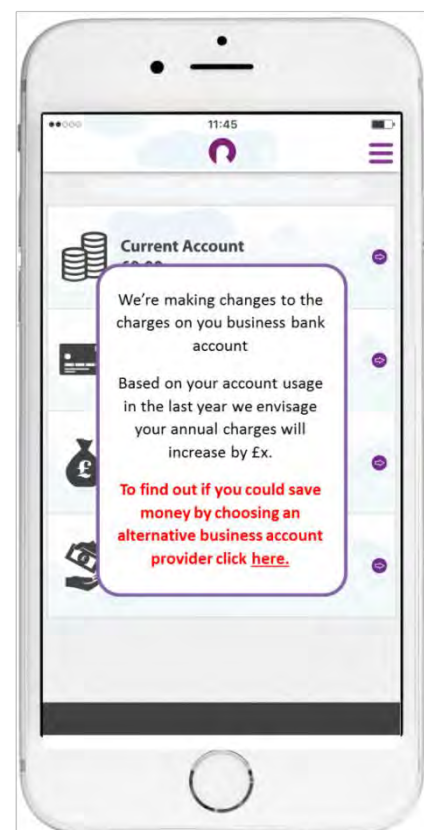 11:45
Current Account
We’re making changes to the
charges on you business bank
account
Based on your account usage
in the last year we envisage
your annual charges will
increase by £x.
To find out if you could save
money by choosing an
alternative business account
provider click here.
£